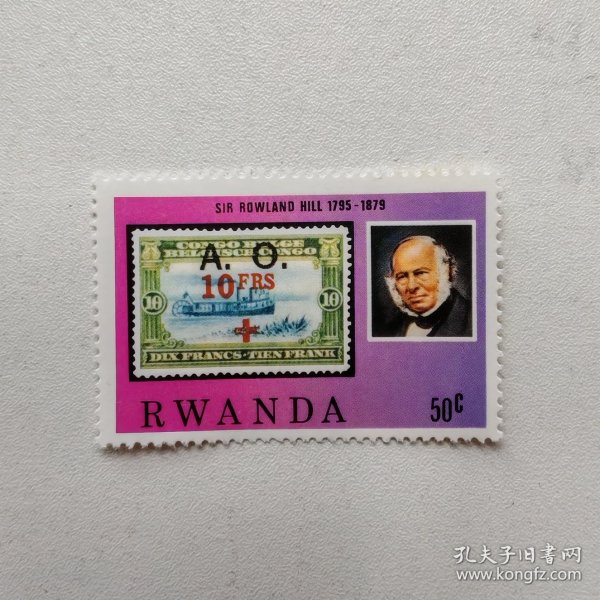 SIR ROWLAND HILL 1795-1879
CONGO BELGE
BELGISCH CONGO
A. O.
10 FRS
10 10
DIX FRANCS-TIEN FRANK
RWANDA 50c
孔夫子旧书网
www.kongfz.com